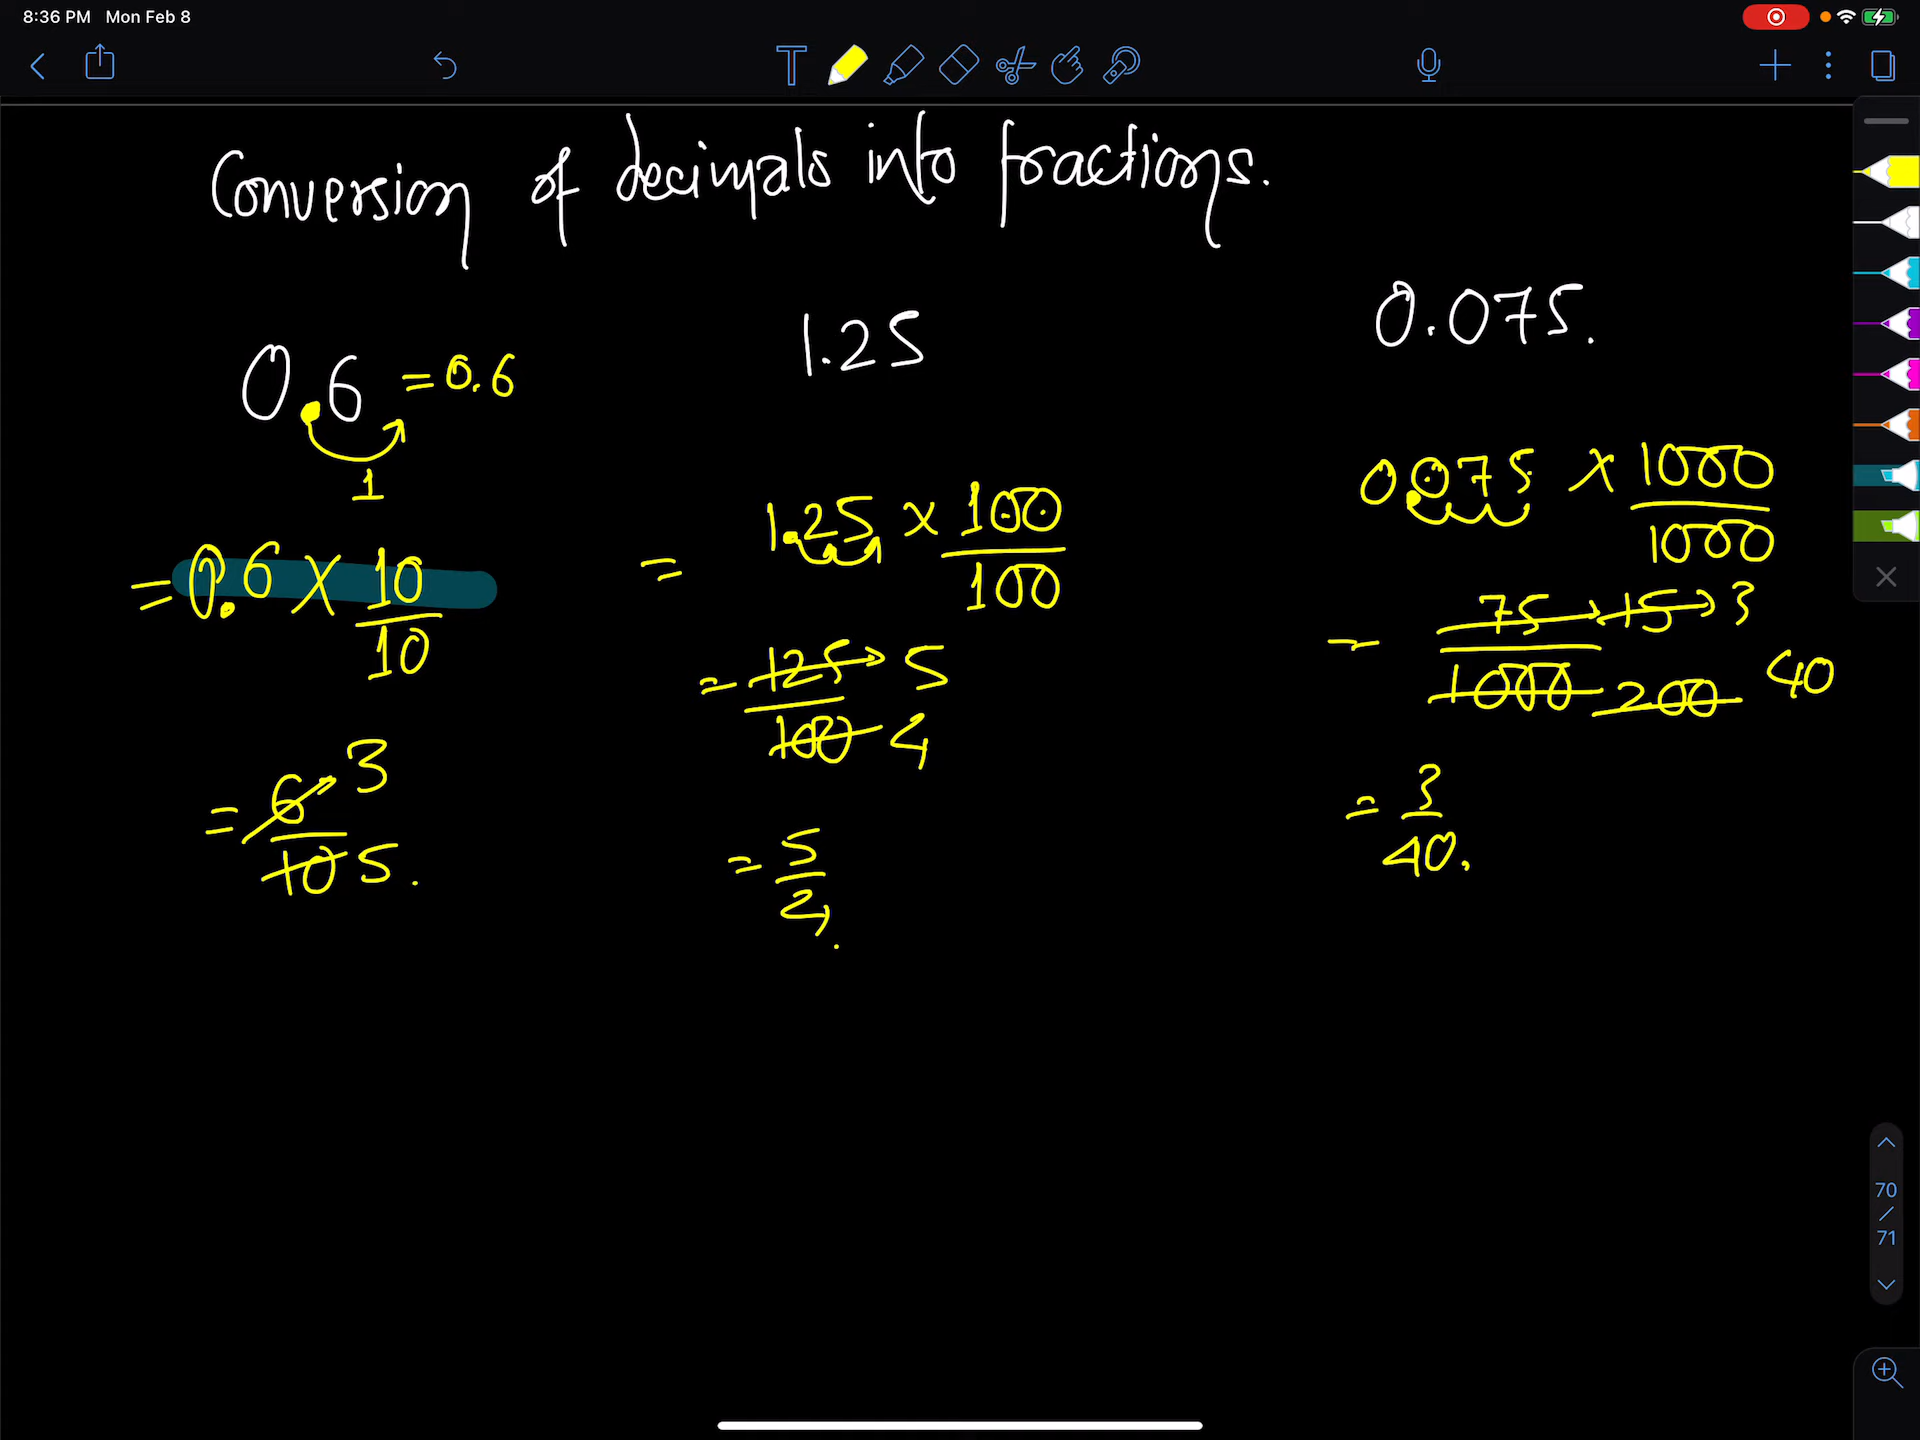 8:36 PM Mon Feb 8
Conversion of decimals into fractions.
0.6 = 0.6
1
= 0.6 × 10/10
= 6/10 3/5.
1.25
= 1.25 × 100/100
= 125/100 5/4
= 5/4.
0.075.
0.075 × 1000/1000
= 75/1000 15/200 3/40
= 3/40.
70
/
71